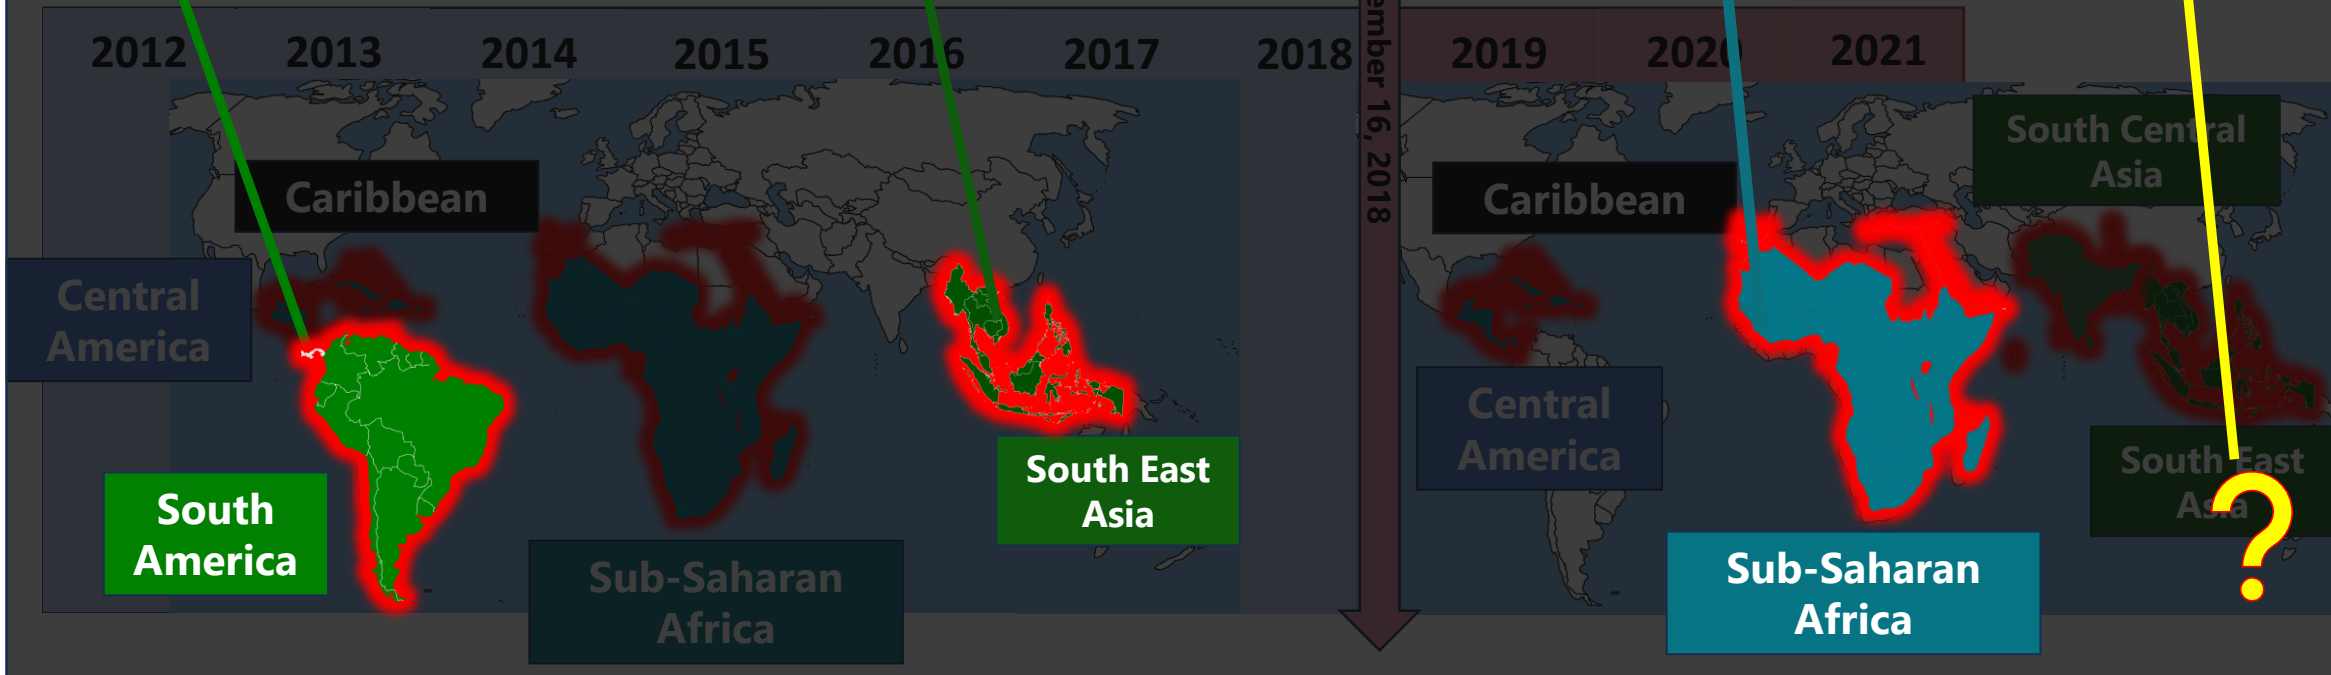 2012 2013 2014 2015 2016 2017 2018 2019 2020 2021
16, 2018
Caribbean
Central
America
South
America
Sub-Saharan
Africa
South East
Asia
Caribbean
South Central
Asia
Central
America
Sub-Saharan
Africa
South East
Asia
?